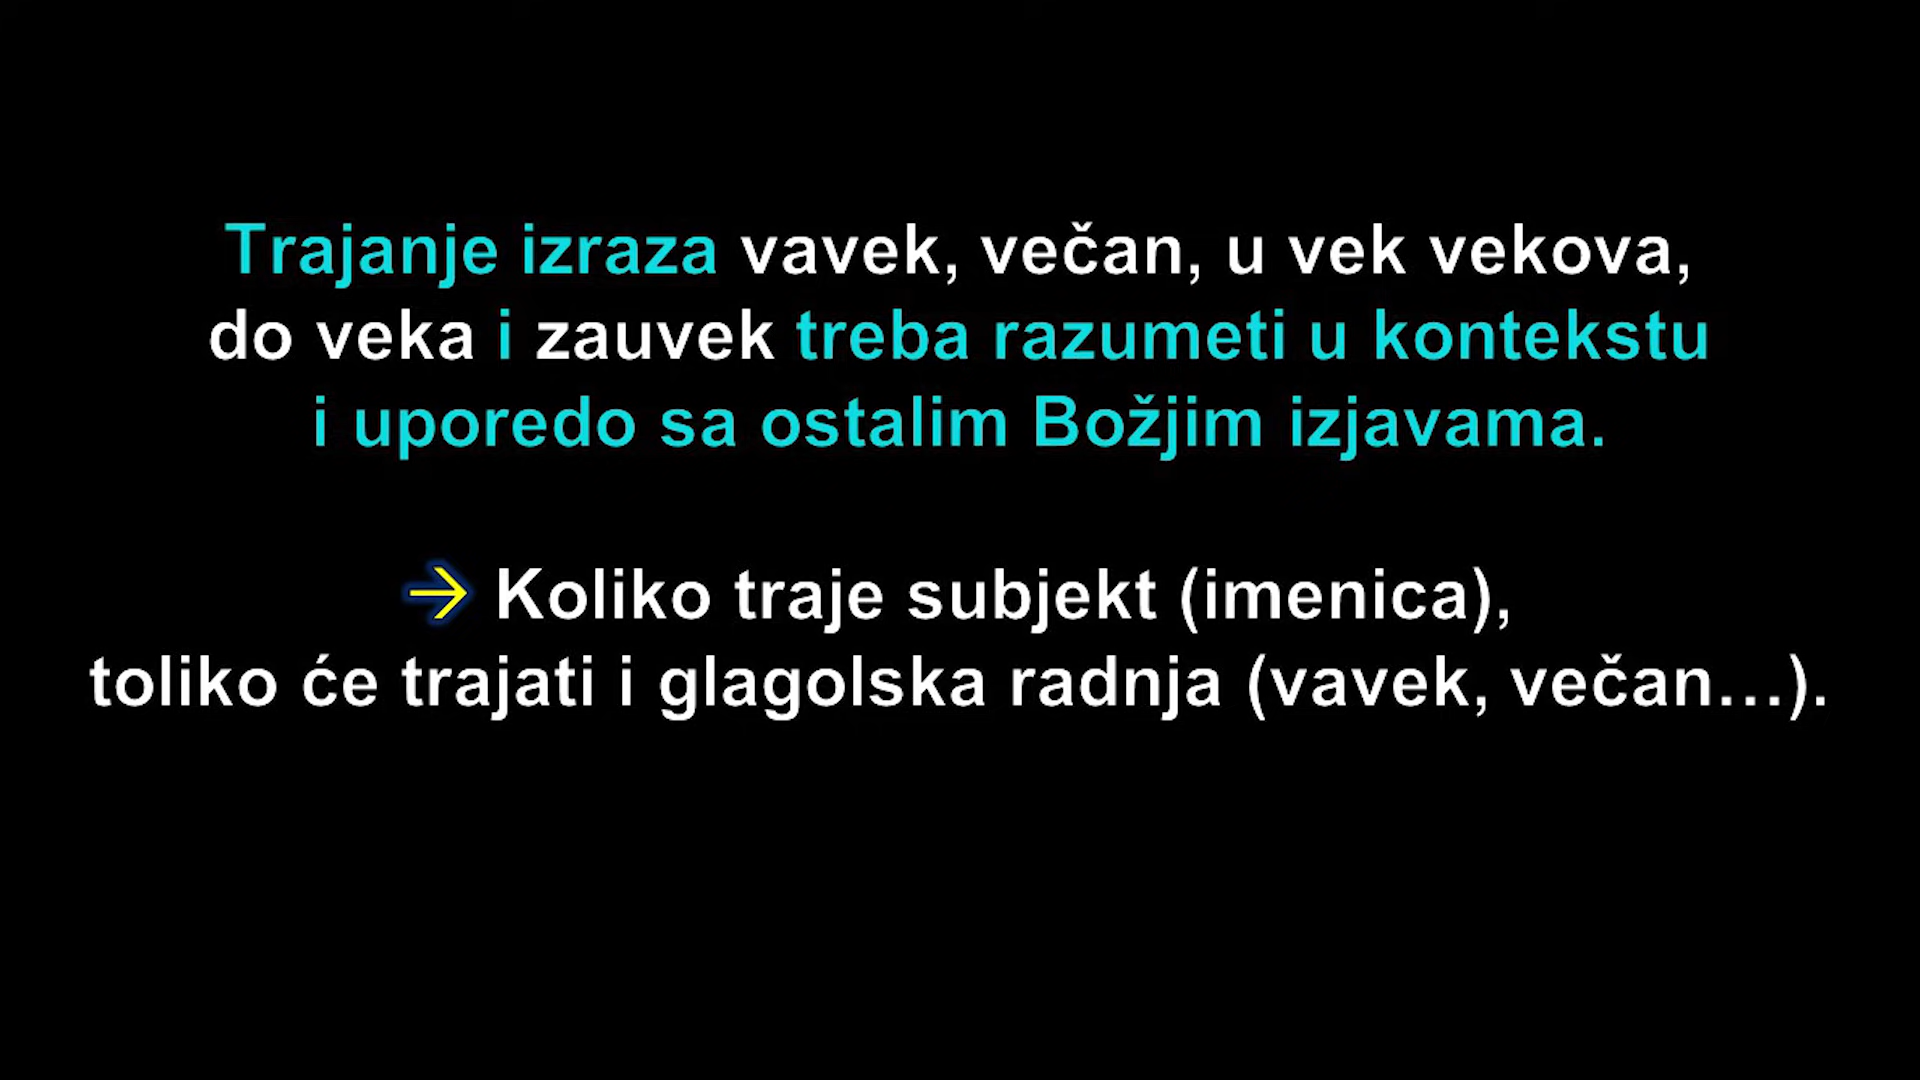 Trajanje izraza vavek, večan, u vek vekova,
do veka i zauvek treba razumeti u kontekstu
i uporedo sa ostalim Božjim izjavama.
→ Koliko traje subjekt (imenica),
toliko će trajati i glagolska radnja (vavek, večan...).